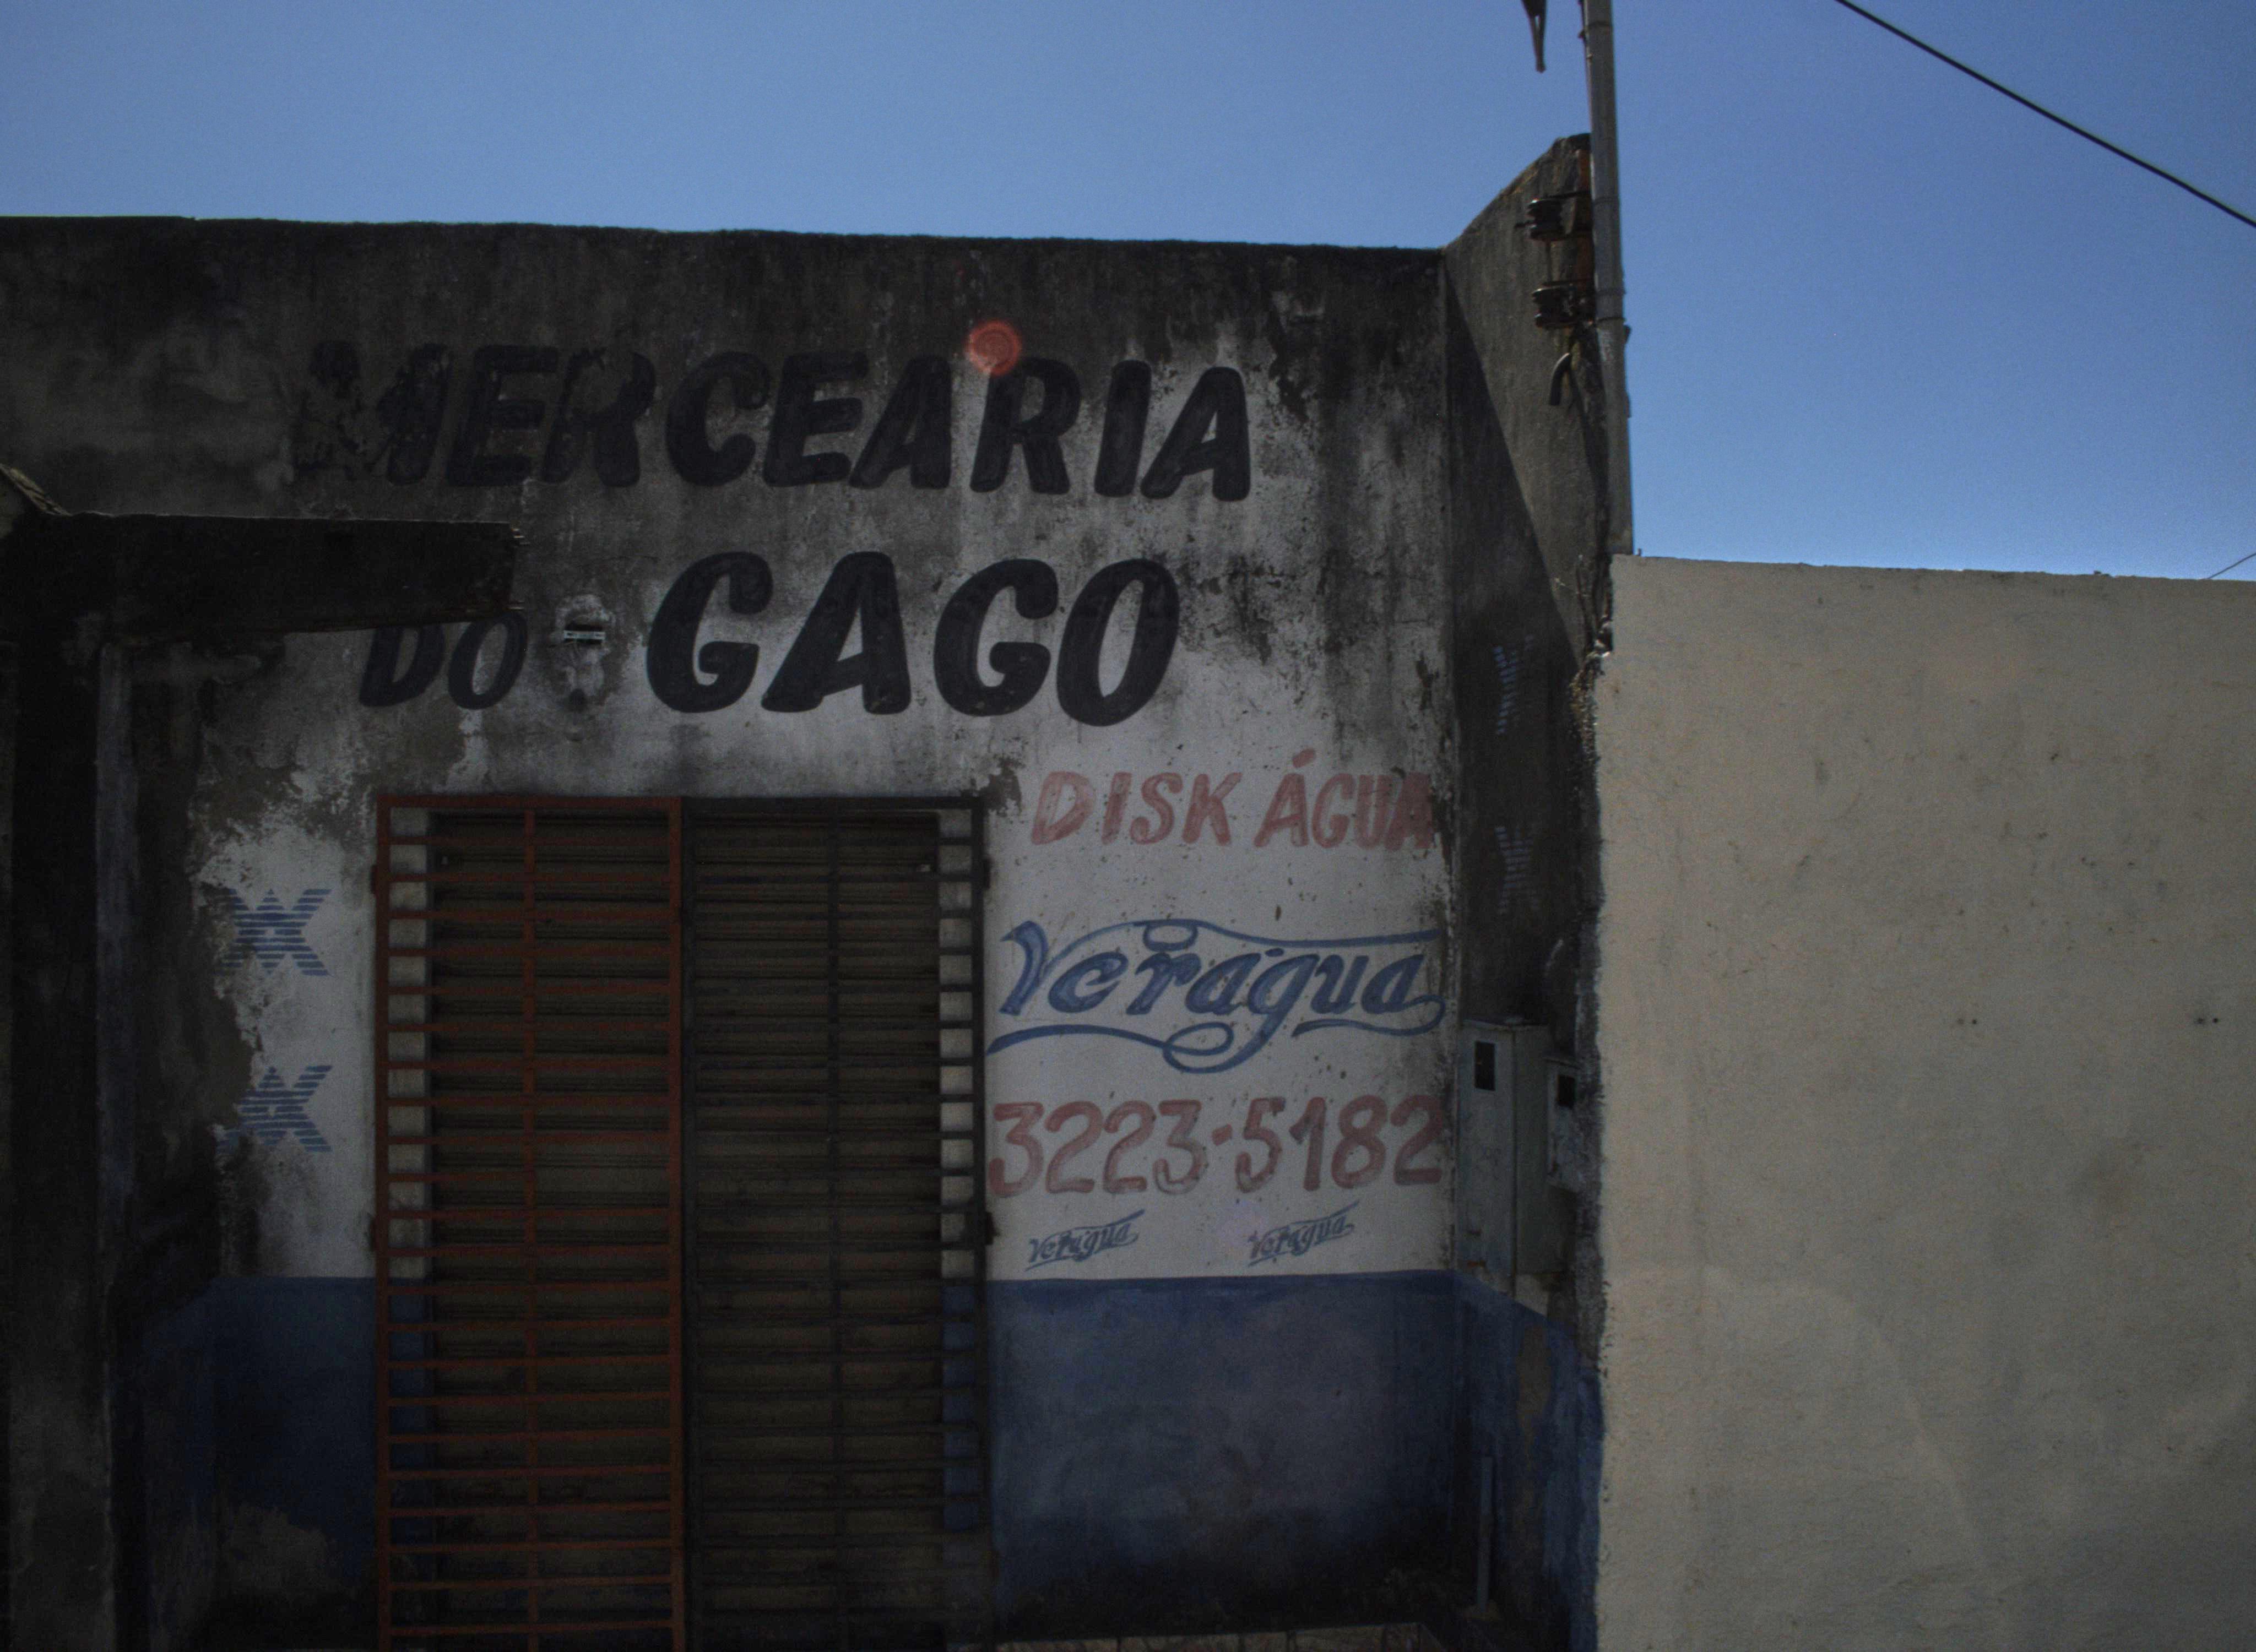 MERCEARIA
DO GAGO
DISK ÁGUA
Verágua
3223-5182
Verágua Verágua